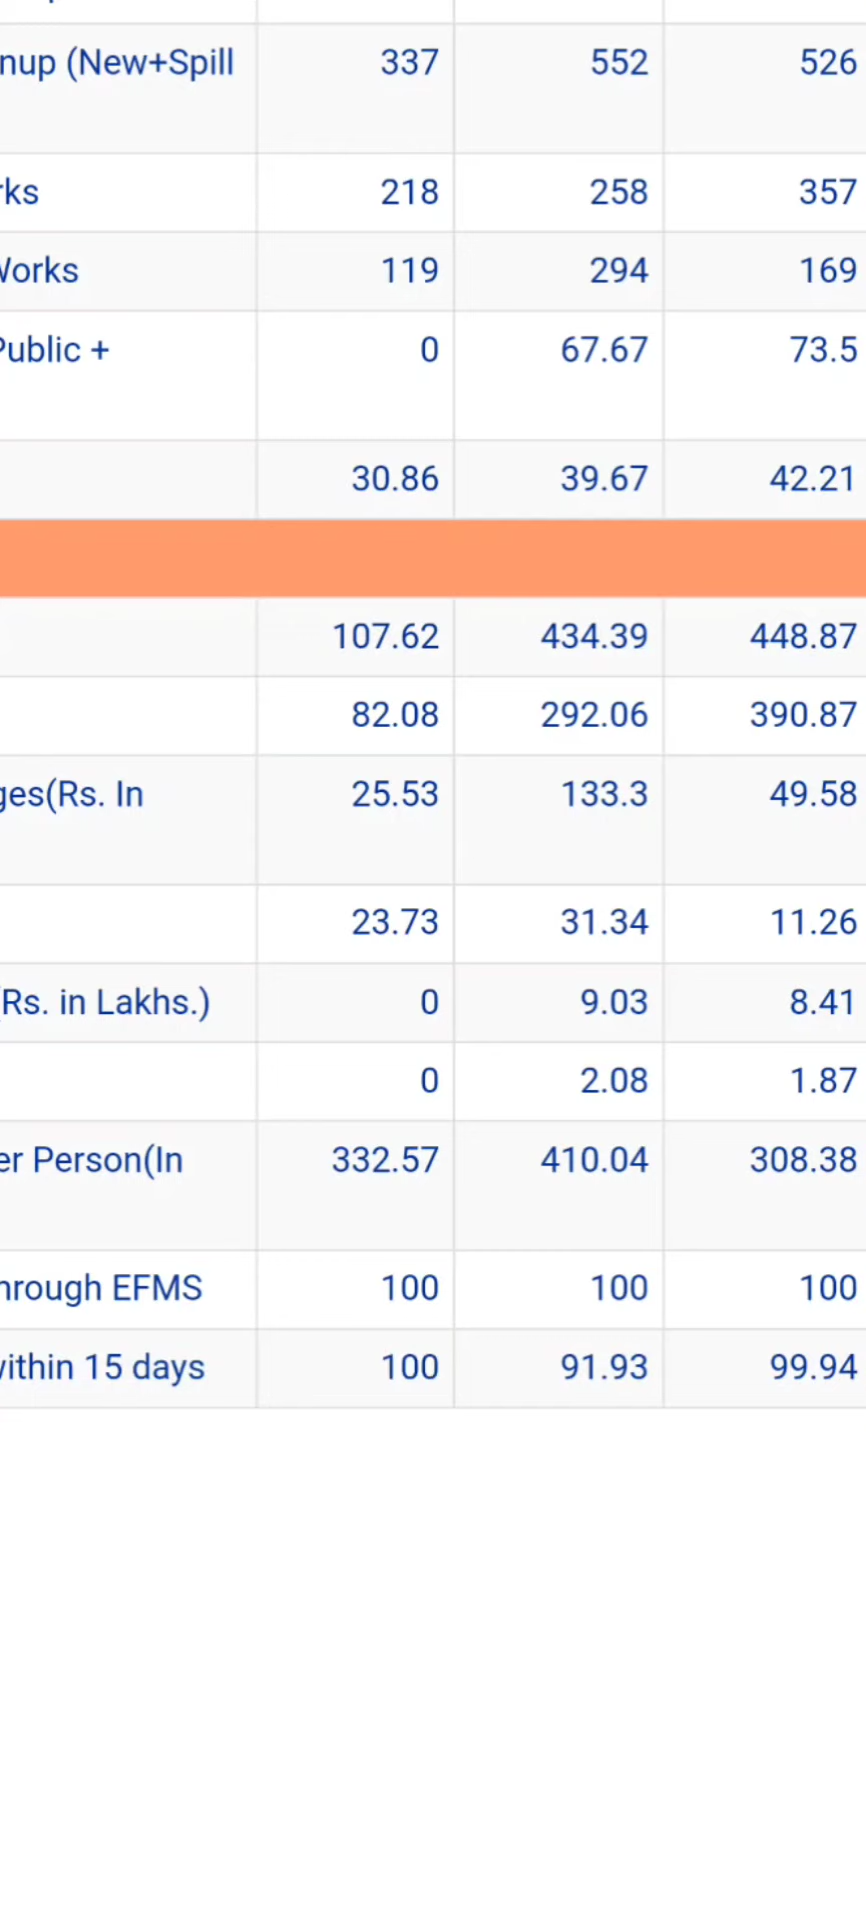 nup (New+Spill 337 552 526
rks 218 258 357
Works 119 294 169
Public + 0 67.67 73.5
30.86 39.67 42.21
107.62 434.39 448.87
82.08 292.06 390.87
ges(Rs. In 25.53 133.3 49.58
23.73 31.34 11.26
(Rs. in Lakhs.) 0 9.03 8.41
0 2.08 1.87
er Person(In 332.57 410.04 308.38
hrough EFMS 100 100 100
within 15 days 100 91.93 99.94